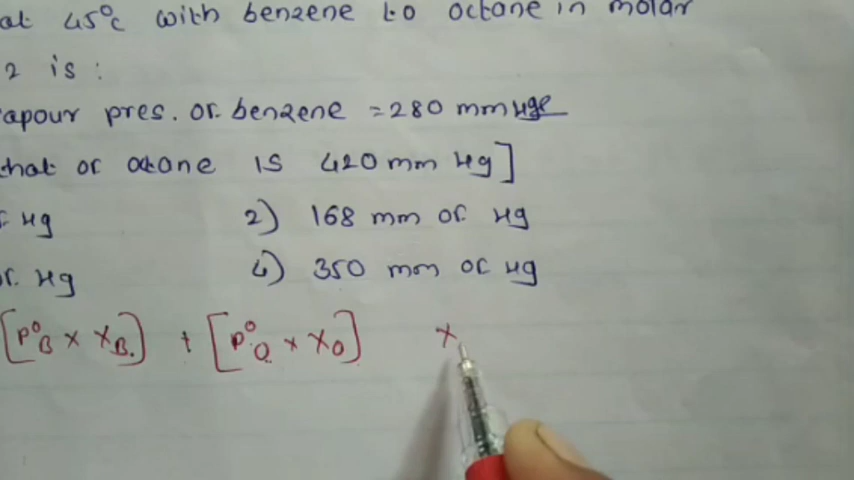 at 45°c with benzene to octane in molar
2 is :
apour pres. of benzene = 280 mm Hg
that of octane is 420 mm Hg]
Hg 2) 168 mm of Hg
of Hg 4) 350 mm of Hg
[P°B × XB] + [P°O × XO] X